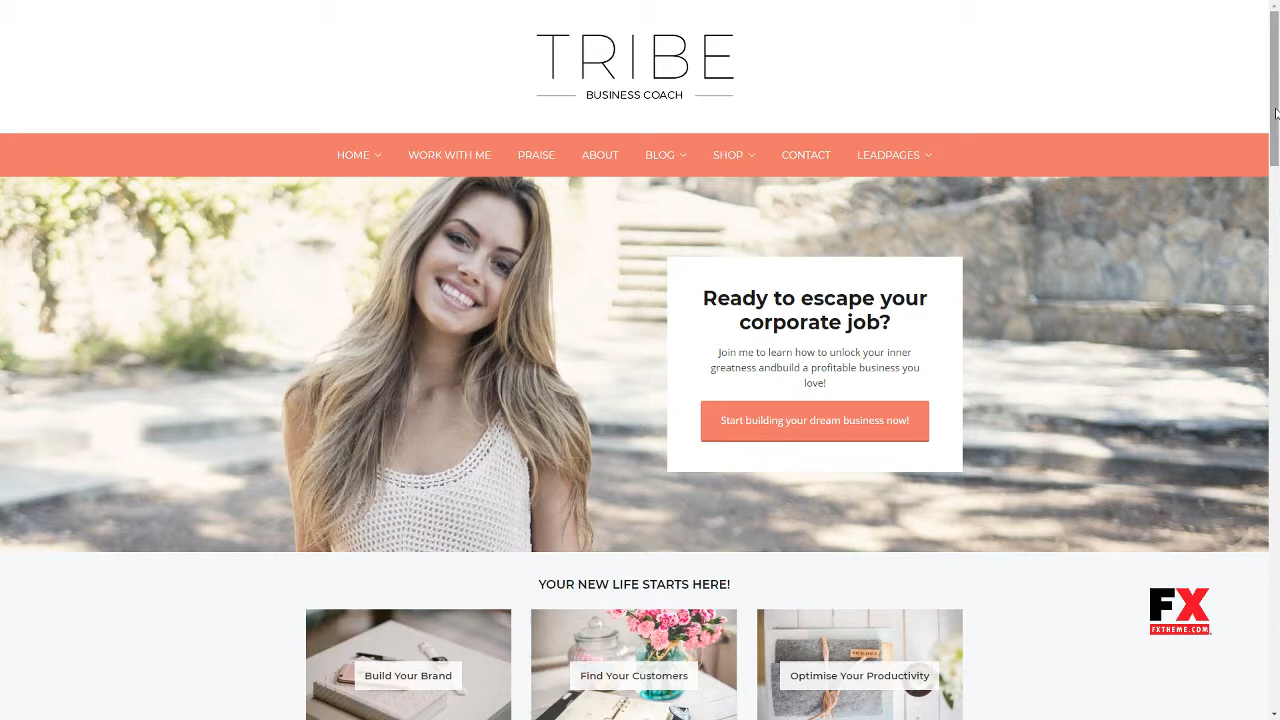 TRIBE
BUSINESS COACH
HOME WORK WITH ME PRAISE ABOUT BLOG SHOP CONTACT LEADPAGES
Ready to escape your
corporate job?
Join me to learn how to unlock your inner
greatness andbuild a profitable business you
love!
Start building your dream business now!
YOUR NEW LIFE STARTS HERE!
Build Your Brand
Find Your Customers
Optimise Your Productivity
FX
FXTHEME.COM